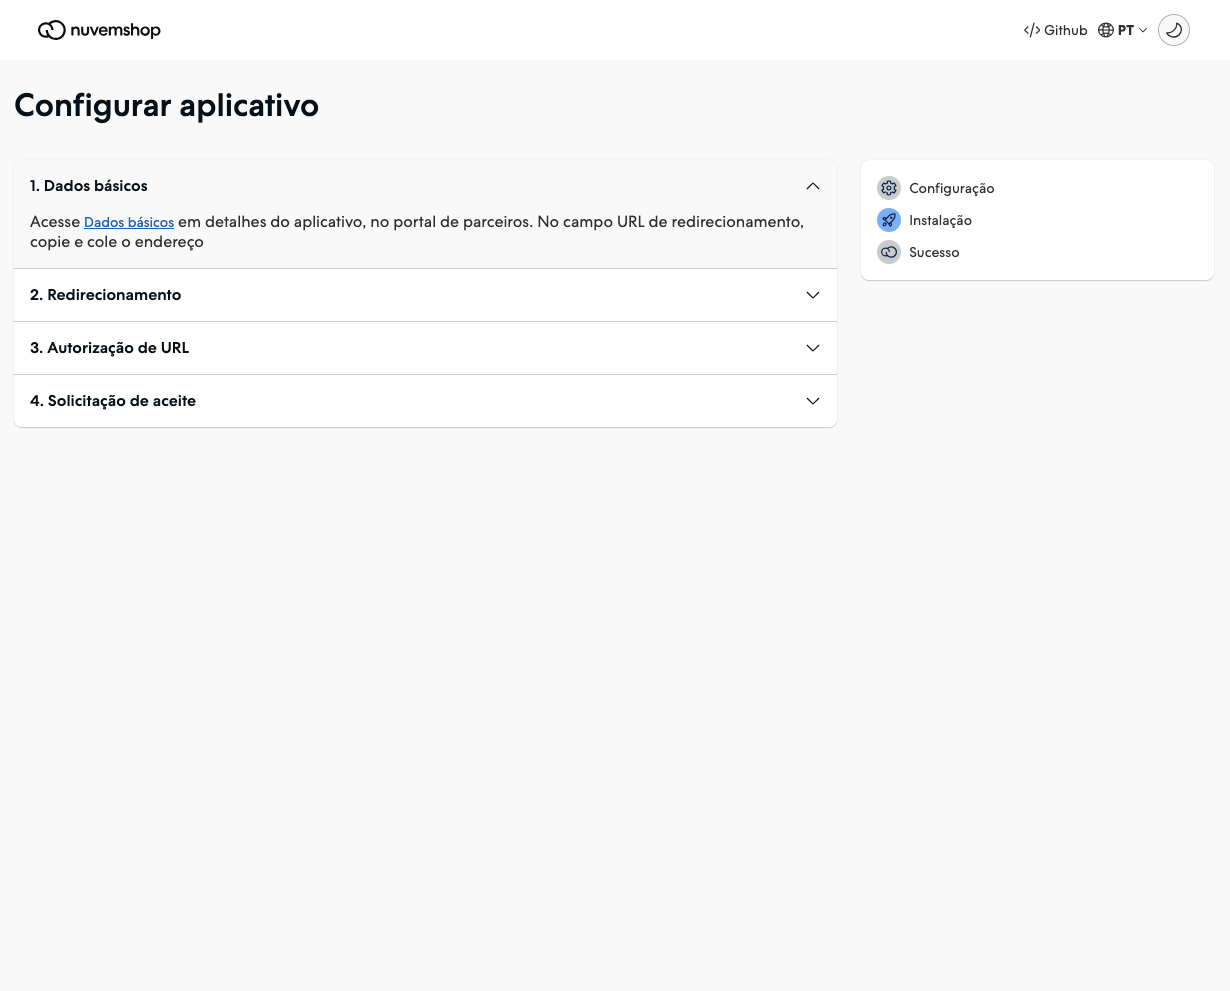 nuvemshop
</> Github
PT
Configurar aplicativo
1. Dados básicos
Acesse Dados básicos em detalhes do aplicativo, no portal de parceiros. No campo URL de redirecionamento,
copie e cole o endereço
2. Redirecionamento
3. Autorização de URL
4. Solicitação de aceite
Configuração
Instalação
Sucesso